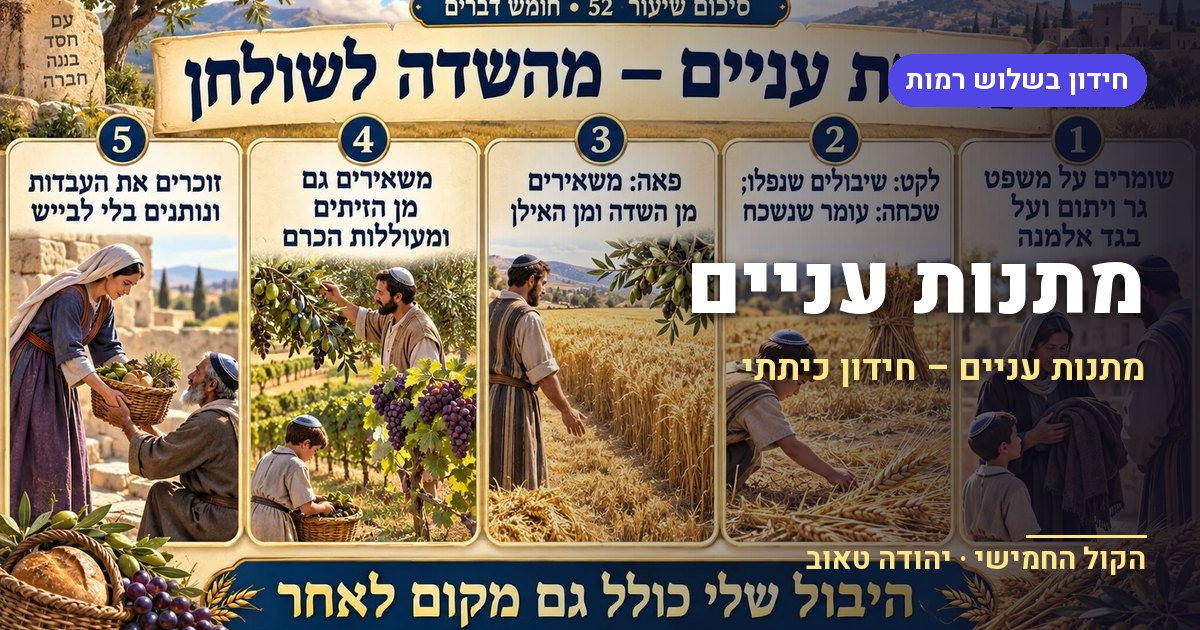 סיכום שיעור 52 • חומש דברים
עם
חסד
בננה
חברה
עניים – מהשדה לשולחן
חידון בשלוש רמות
1
שומרים על משפט
גר ויתום ועל
בגד אלמנה
2
לקט: שיבולים שנפלו;
שכחה: עומר שנשכח
3
פאה: משאירים
מן השדה ומן האילן
4
משאירים גם
מן הזיתים
ומעוללות הכרם
5
זוכרים את העבדות
ונותנים בלי לבייש
מתנות עניים
מתנות עניים – חידון כיתתי
הקול החמישי · יהודה טאוב
היבול שלי כולל גם מקום לאחר